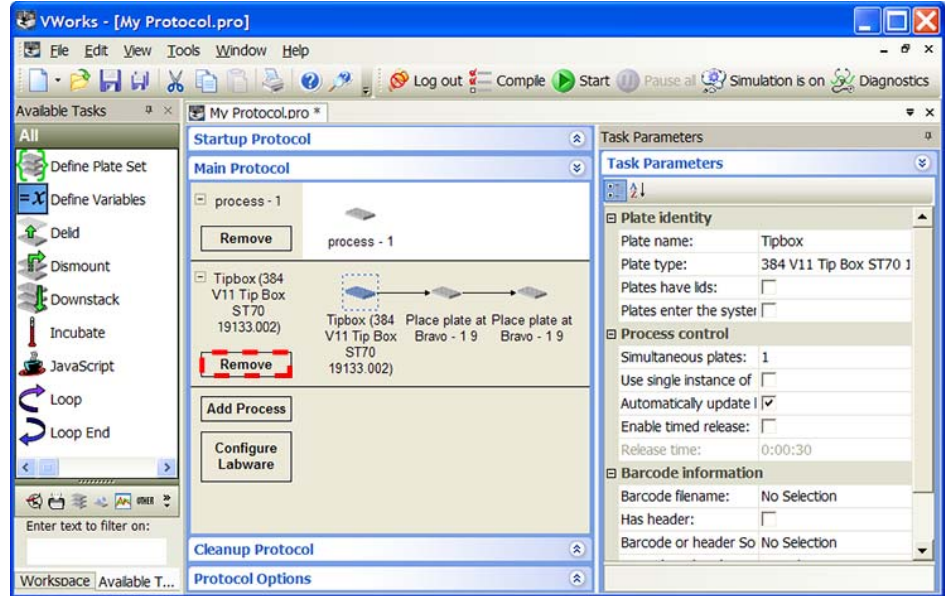 VWorks - [My Protocol.pro]
File Edit View Tools Window Help
Log out Compile Start Pause all Simulation is on Diagnostics
Available Tasks
All
Define Plate Set
=x Define Variables
Delid
Dismount
Downstack
Incubate
JavaScript
Loop
Loop End
OTHER
Enter text to filter on:
Workspace Available T...
My Protocol.pro *
Startup Protocol
Main Protocol
process - 1
Remove
process - 1
Tipbox (384
V11 Tip Box
ST70
19133.002)
Remove
Tipbox (384
V11 Tip Box
ST70
19133.002)
Place plate at
Bravo - 1 9
Place plate at
Bravo - 1 9
Add Process
Configure
Labware
Cleanup Protocol
Protocol Options
Task Parameters
Task Parameters
Plate identity
Plate name: Tipbox
Plate type: 384 V11 Tip Box ST70 1
Plates have lids:
Plates enter the syster
Process control
Simultaneous plates: 1
Use single instance of
Automatically update l
Enable timed release:
Release time: 0:00:30
Barcode information
Barcode filename: No Selection
Has header:
Barcode or header So No Selection